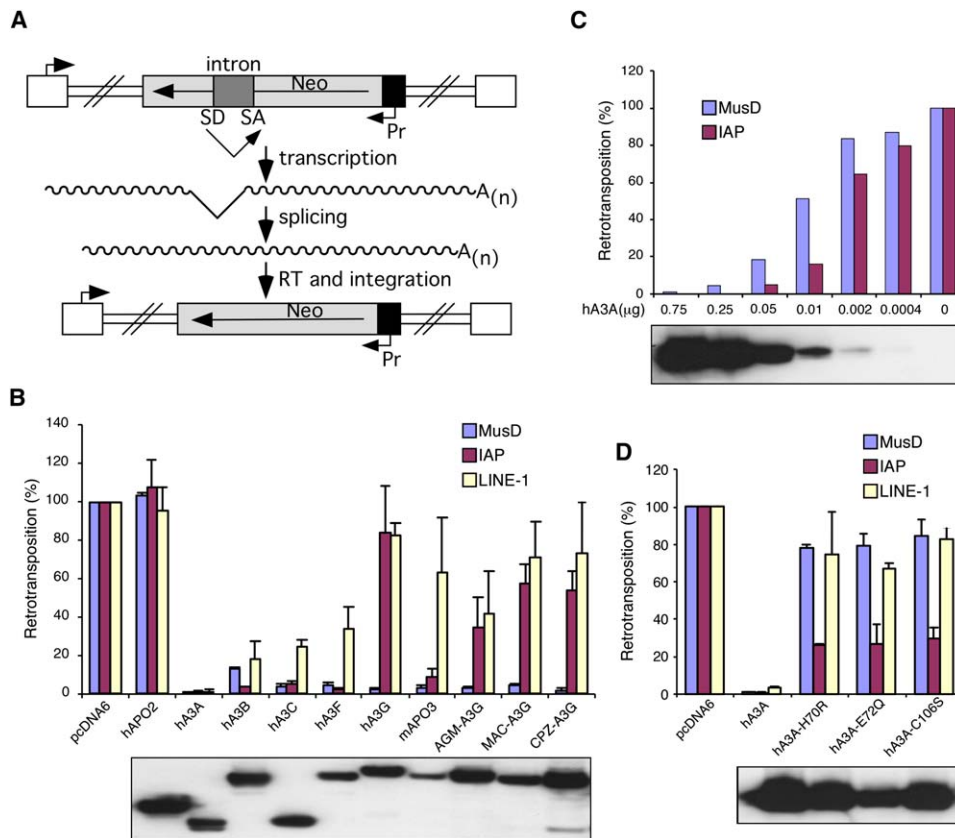 A
intron
Neo
SD SA
Pr
transcription
A(n)
splicing
A(n)
RT and integration
Neo
Pr
B
140
120
100
80
60
40
20
0
Retrotransposition (%)
MusD
IAP
LINE-1
pcDNA6
hAPO2
hA3A
hA3B
hA3C
hA3F
hA3G
mAPO3
AGM-A3G
MAC-A3G
CPZ-A3G
C
120
100
80
60
40
20
0
Retrotransposition (%)
MusD
IAP
hA3A(μg) 0.75 0.25 0.05 0.01 0.002 0.0004 0
D
MusD
IAP
LINE-1
120
100
80
60
40
20
0
Retrotransposition (%)
pcDNA6
hA3A
hA3A-H70R
hA3A-E72Q
hA3A-C106S